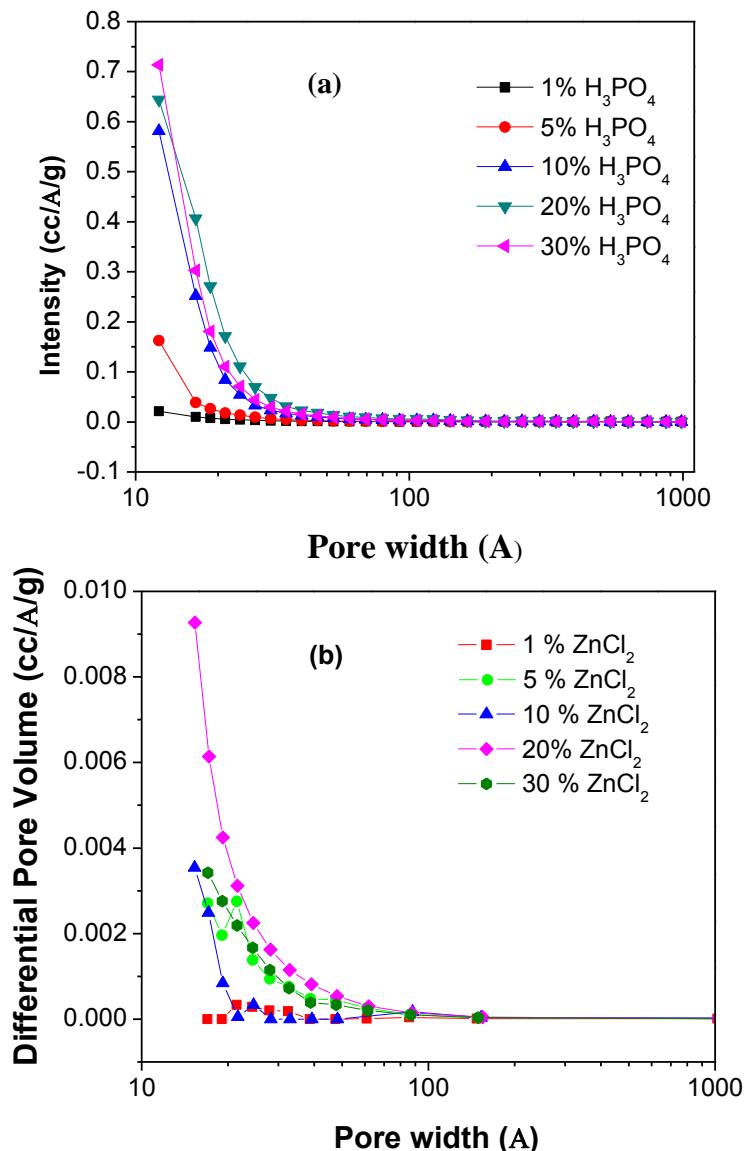 0.8
0.7
0.6
0.5
0.4
0.3
0.2
0.1
0.0
-0.1
Intensity (cc/A/g)
(a)
1% H₃PO₄
5% H₃PO₄
10% H₃PO₄
20% H₃PO₄
30% H₃PO₄
10 100 1000
Pore width (A)
0.010
0.008
0.006
0.004
0.002
0.000
Differential Pore Volume (cc/A/g)
(b)
1 % ZnCl₂
5 % ZnCl₂
10 % ZnCl₂
20% ZnCl₂
30 % ZnCl₂
10 100 1000
Pore width (A)